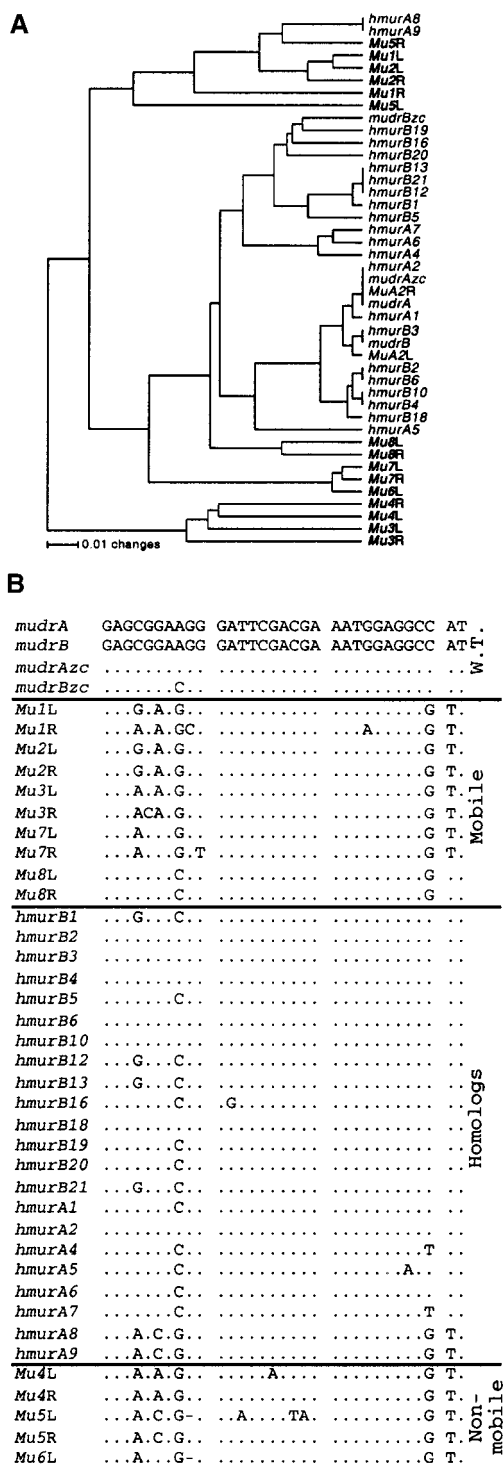 A
hmurA8
hmurA9
Mu5R
Mu1L
Mu2L
Mu2R
Mu1R
Mu5L
mudrBzc
hmurB19
hmurB16
hmurB20
hmurB13
hmurB21
hmurB12
hmurB1
hmurB5
hmurA7
hmurA6
hmurA4
hmurA2
mudrAzc
MuA2R
mudrA
hmurA1
hmurB3
mudrB
MuA2L
hmurB2
hmurB6
hmurB10
hmurB4
hmurB18
hmurA5
Mu8L
Mu8R
Mu7L
Mu7R
Mu6L
Mu4R
Mu4L
Mu3L
Mu3R
0.01 changes
B
mudrA GAGCGGAAGG GATTCGACGA AATGGAGGCC AT
mudrB GAGCGGAAGG GATTCGACGA AATGGAGGCC AT
mudrAzc .......... .......... .......... ..
mudrBzc .......C.. .......... .......... ..
W.T.
Mu1L ...G.A.G.. .......... .........G T.
Mu1R ...A.A.GC. .......... ...A.....G T.
Mu2L ...G.A.G.. .......... .........G T.
Mu2R ...G.A.G.. .......... .........G T.
Mu3L ...A.A.G.. .......... .........G T.
Mu3R ...ACA.G.. .......... .........G T.
Mu7L ...A...G.. .......... .........G T.
Mu7R ...A...G.T .......... .........G T.
Mu8L .......C.. .......... .........G ..
Mu8R .......C.. .......... .........G ..
Mobile
hmurB1 ...G...C.. .......... .......... ..
hmurB2 .......... .......... .......... ..
hmurB3 .......... .......... .......... ..
hmurB4 .......... .......... .......... ..
hmurB5 .......C.. .......... .......... ..
hmurB6 .......... .......... .......... ..
hmurB10 .......... .......... .......... ..
hmurB12 ...G...C.. .......... .......... ..
hmurB13 ...G...C.. .......... .......... ..
hmurB16 .......C.. .G........ .......... ..
hmurB18 .......... .......... .......... ..
hmurB19 .......C.. .......... .......... ..
hmurB20 .......C.. .......... .......... ..
hmurB21 ...G...C.. .......... .......... ..
hmurA1 .......C.. .......... .......... ..
hmurA2 .......... .......... .......... ..
hmurA4 .......C.. .......... .........T ..
hmurA5 .......C.. .......... .......A.. ..
hmurA6 .......C.. .......... .......... ..
hmurA7 .......C.. .......... .........T ..
hmurA8 ...A.C.G.. .......... .........G T.
hmurA9 ...A.C.G.. .......... .........G T.
Homologs
Mu4L ...A.A.G.. .....A.... .........G T.
Mu4R ...A.A.G.. .......... .........G T.
Mu5L ...A.C.G-. ..A....TA. .........G T.
Mu5R ...A.C.G.. .......... .........G T.
Mu6L ...A...G-. .......... .........G T.
Non-
mobile